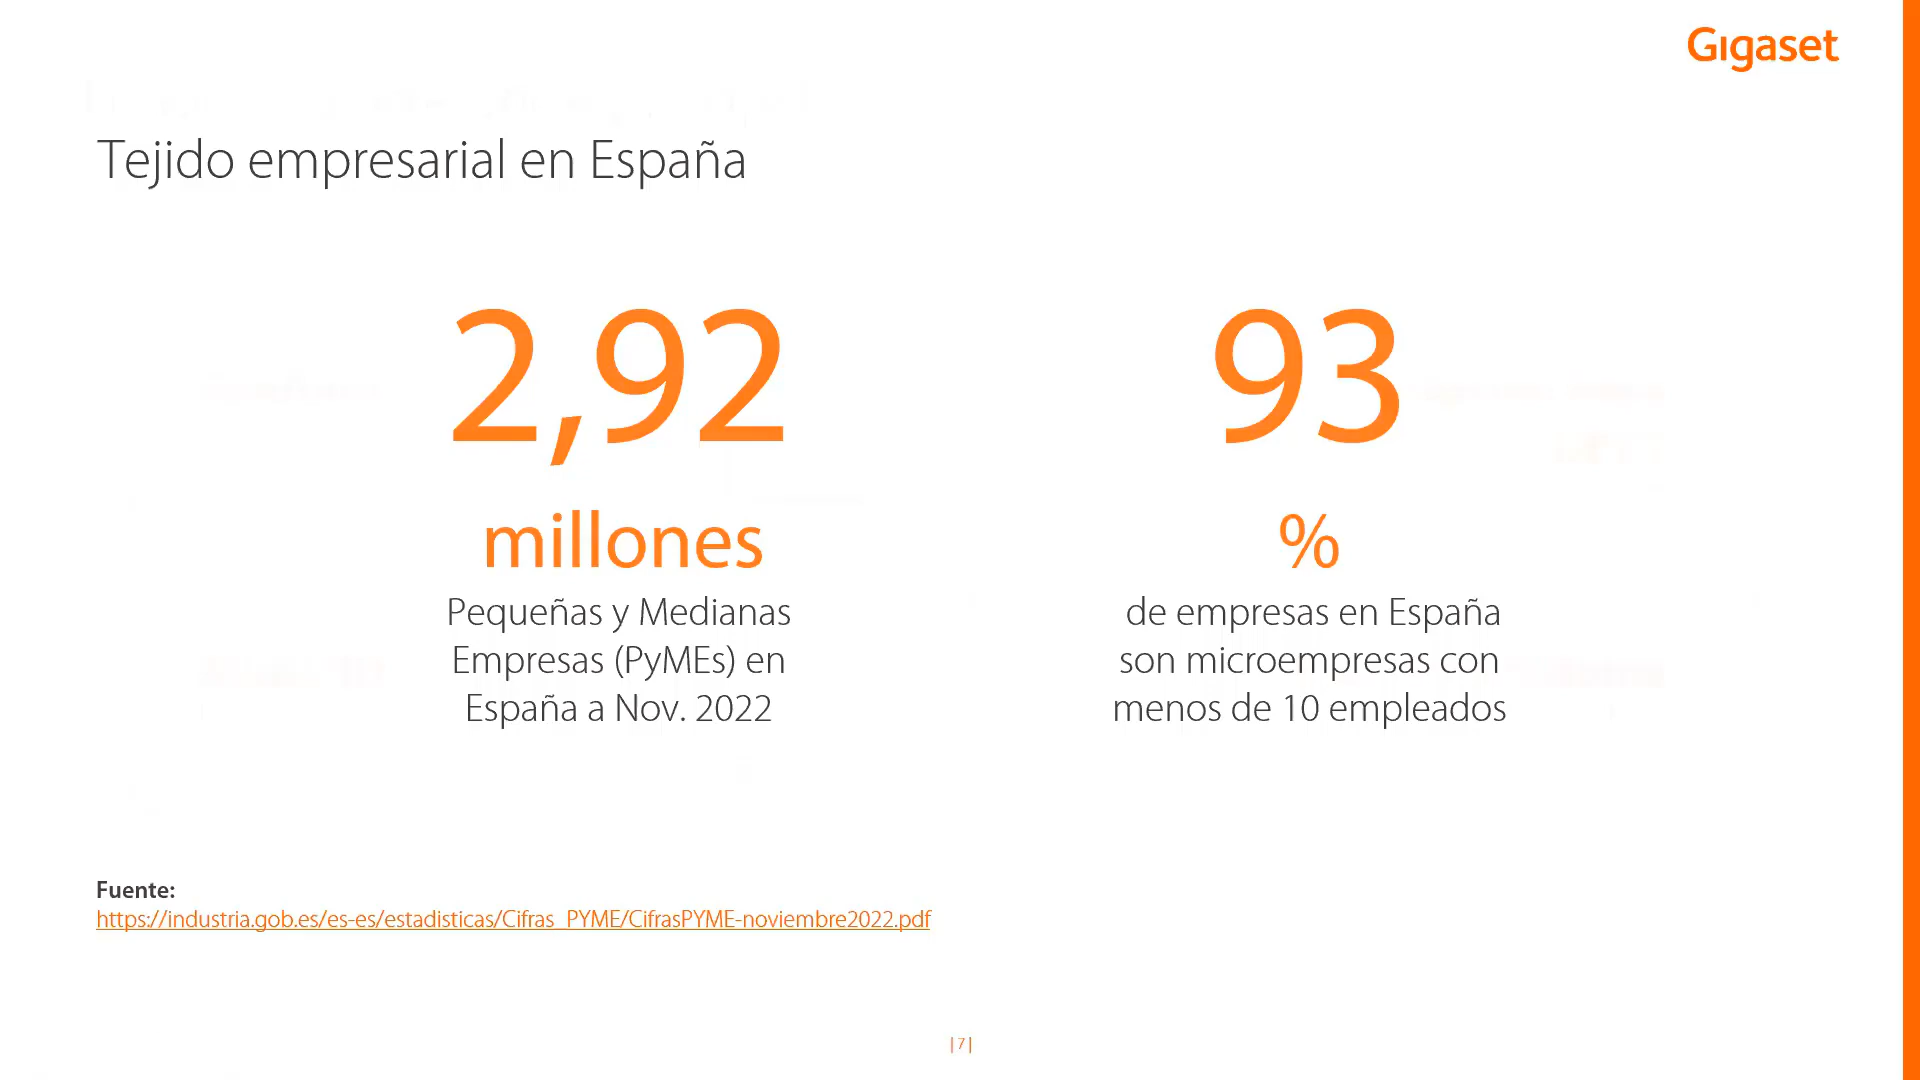 Gigaset
Tejido empresarial en España
2,92
millones
Pequeñas y Medianas
Empresas (PyMEs) en
España a Nov. 2022
93
%
de empresas en España
son microempresas con
menos de 10 empleados
Fuente:
https://industria.gob.es/es-es/estadisticas/Cifras_PYME/CifrasPYME-noviembre2022.pdf
|7|